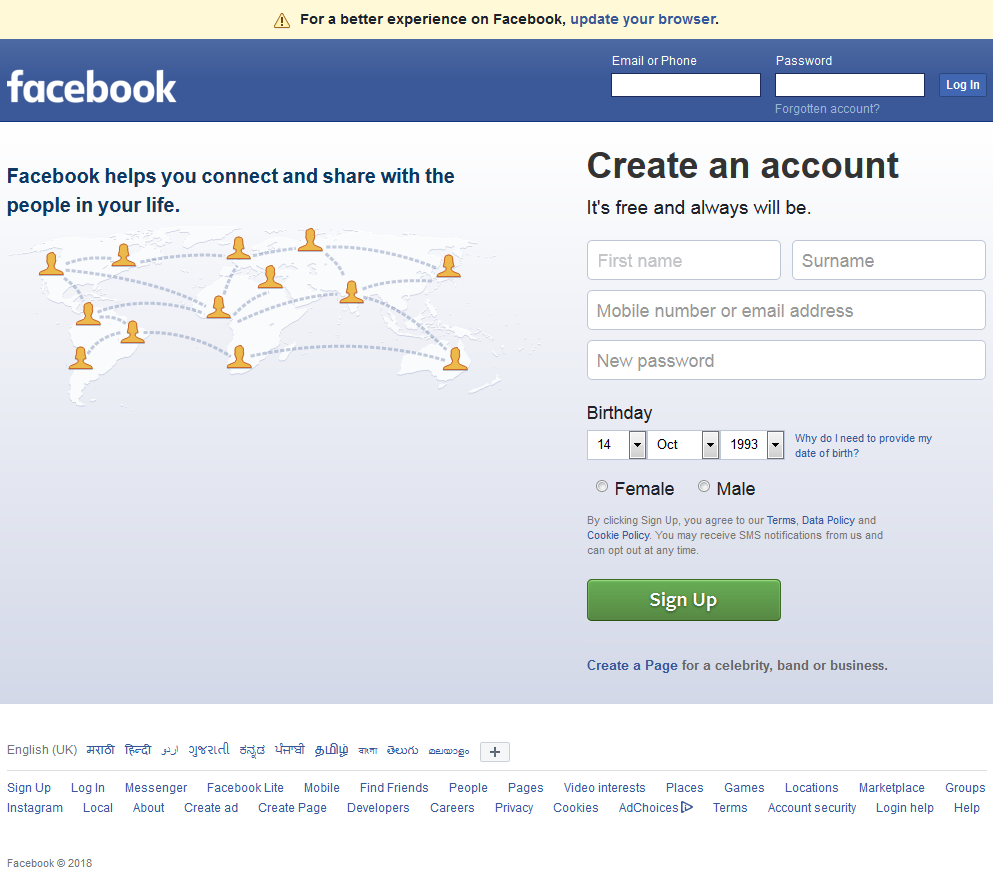 For a better experience on Facebook, update your browser.
facebook
Email or Phone
Password
Log In
Forgotten account?
Facebook helps you connect and share with the
people in your life.
Create an account
It's free and always will be.
First name
Surname
Mobile number or email address
New password
Birthday
14 Oct 1993
Why do I need to provide my
date of birth?
Female Male
By clicking Sign Up, you agree to our Terms, Data Policy and
Cookie Policy. You may receive SMS notifications from us and
can opt out at any time.
Sign Up
Create a Page for a celebrity, band or business.
English (UK) मराठी हिन्दी اردو ગુજરાતી ಕನ್ನಡ ਪੰਜਾਬੀ தமிழ் বাংলা తెలుగు മലയാളം +
Sign Up Log In Messenger Facebook Lite Mobile Find Friends People Pages Video interests Places Games Locations Marketplace Groups
Instagram Local About Create ad Create Page Developers Careers Privacy Cookies AdChoices Terms Account security Login help Help
Facebook © 2018